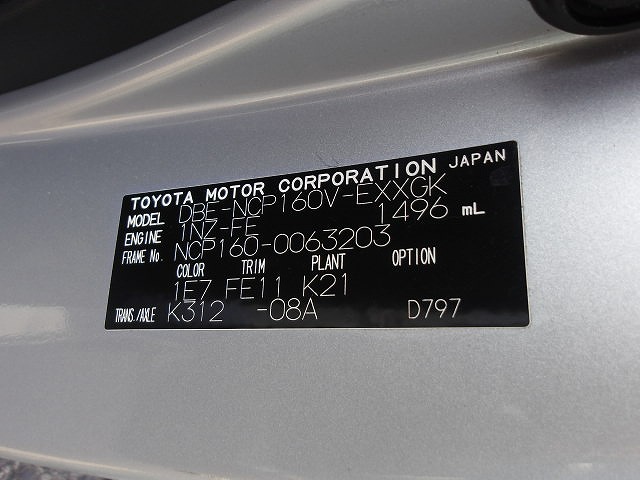 TOYOTA MOTOR CORPORATION JAPAN
MODEL DBE-NCP160V-EXXGK
ENGINE 1NZ-FE 1496 mL
FRAME No. NCP160-0063203
COLOR TRIM PLANT OPTION
1E7 FE11 K21
TRANS./AXLE K312 -08A D797